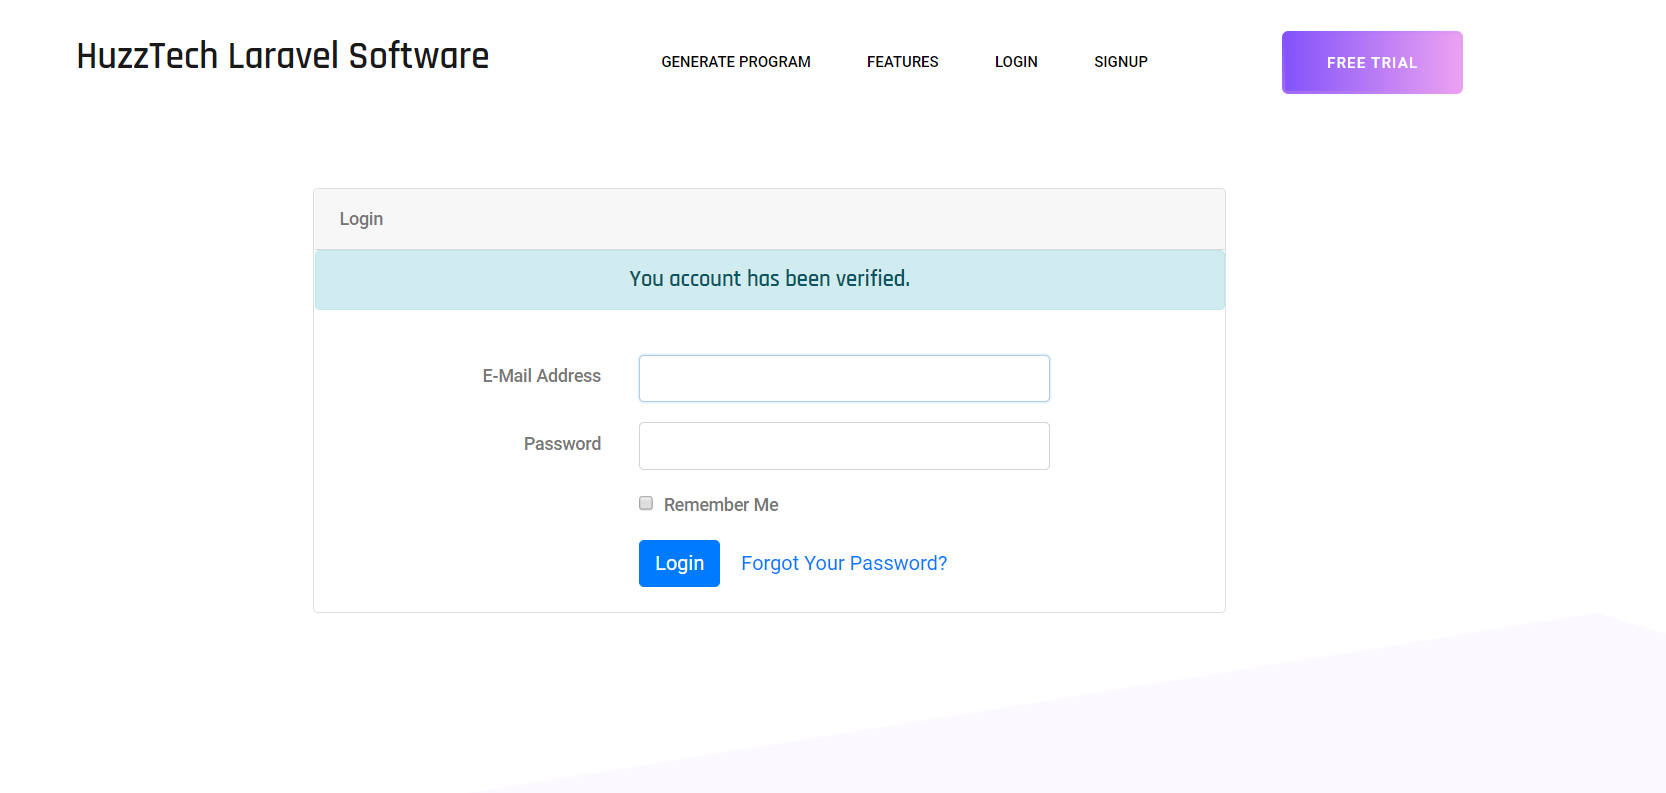 HuzzTech Laravel Software
GENERATE PROGRAM FEATURES LOGIN SIGNUP
FREE TRIAL
Login
You account has been verified.
E-Mail Address
Password
Remember Me
Login Forgot Your Password?